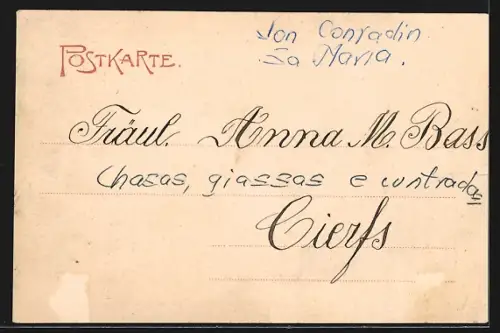 Jon Conradin
Sa Maria.
POSTKARTE.
Fräul. Anna M. Bass
Chasas, giassas e contradas
Cierfs